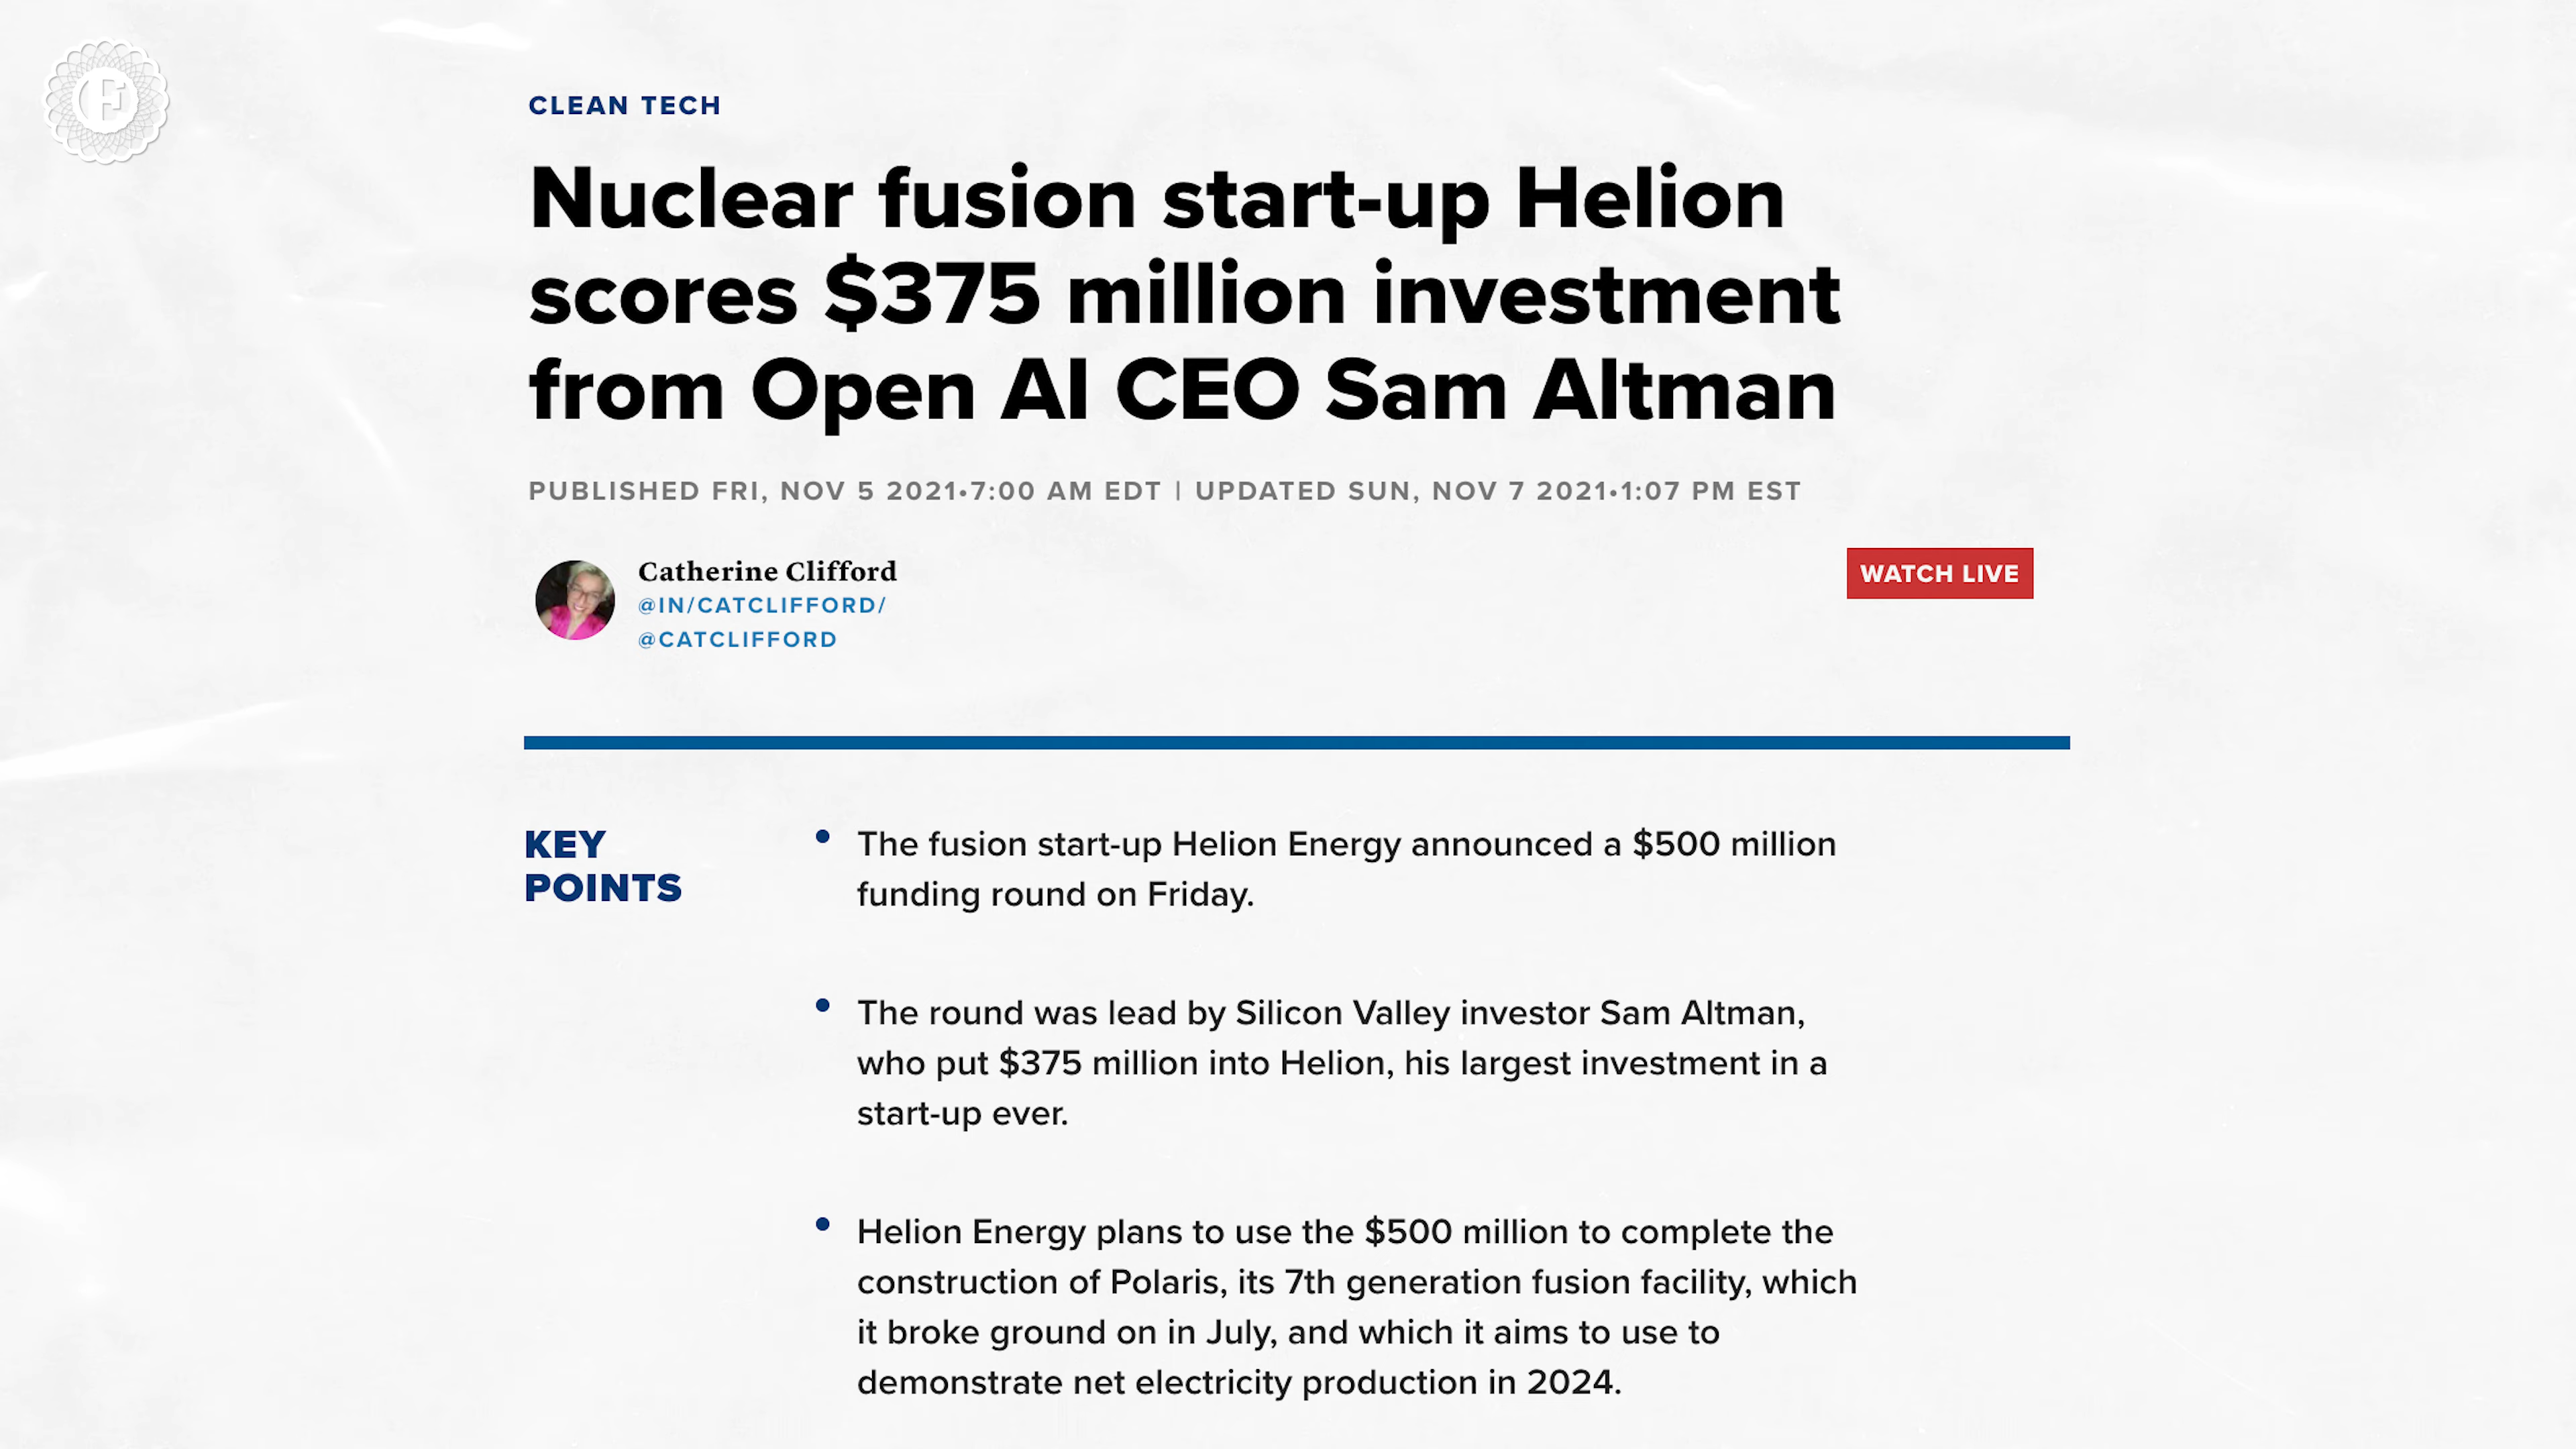 CLEAN TECH
Nuclear fusion start-up Helion
scores $375 million investment
from Open AI CEO Sam Altman
PUBLISHED FRI, NOV 5 2021•7:00 AM EDT | UPDATED SUN, NOV 7 2021•1:07 PM EST
Catherine Clifford
@IN/CATCLIFFORD/
@CATCLIFFORD
WATCH LIVE
KEY
POINTS
• The fusion start-up Helion Energy announced a $500 million
funding round on Friday.
• The round was lead by Silicon Valley investor Sam Altman,
who put $375 million into Helion, his largest investment in a
start-up ever.
• Helion Energy plans to use the $500 million to complete the
construction of Polaris, its 7th generation fusion facility, which
it broke ground on in July, and which it aims to use to
demonstrate net electricity production in 2024.